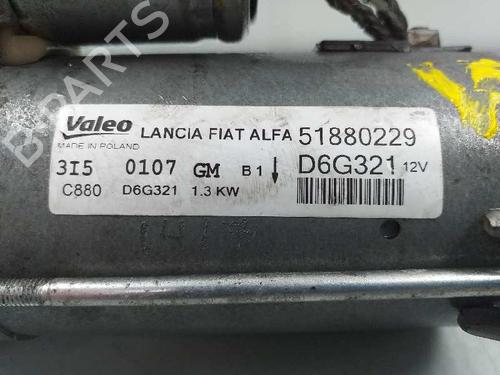 B PARTS
Valeo LANCIA FIAT ALFA 51880229
MADE IN POLAND
3I5 0107 GM B1 D6G321 12V
C880 D6G321 1.3 KW